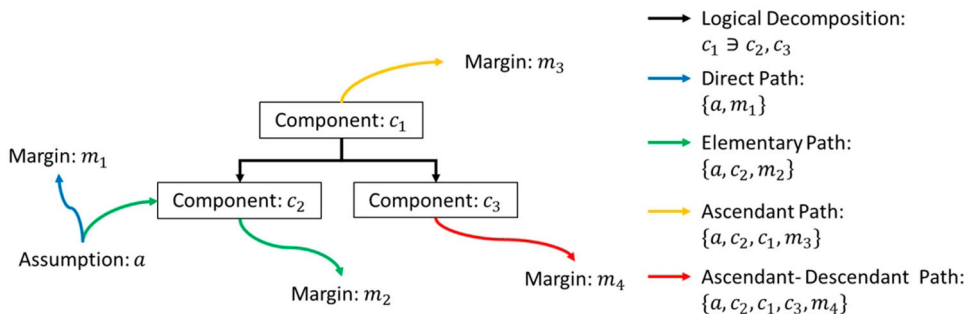 Margin: m₃
Component: c₁
Margin: m₁
Component: c₂
Component: c₃
Assumption: a
Margin: m₂
Margin: m₄
Logical Decomposition:
c₁ ∋ c₂, c₃
Direct Path:
{a, m₁}
Elementary Path:
{a, c₂, m₂}
Ascendant Path:
{a, c₂, c₁, m₃}
Ascendant- Descendant Path:
{a, c₂, c₁, c₃, m₄}